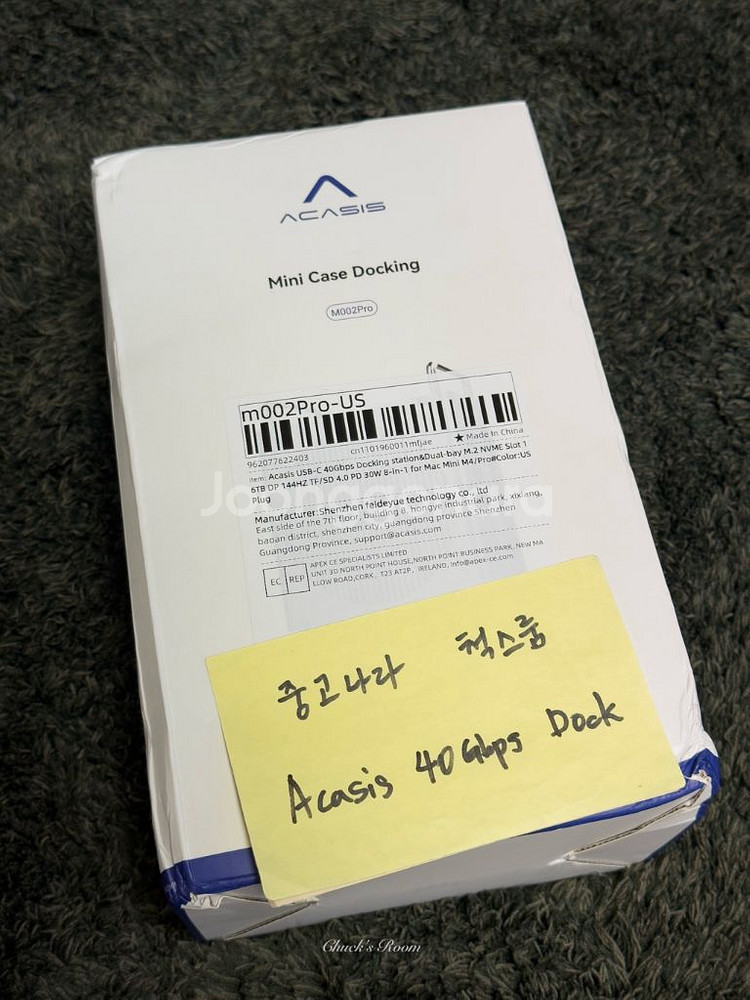 ACASIS
Mini Case Docking
M002Pro
m002Pro-US
962077622403
cn1101960011mfjae
★ Made in China
Item: Acasis USB-C 40Gbps Docking station&Dual-bay M.2 NVME Slot 1
6TB DP 144HZ TF/SD 4.0 PD 30W 8-in-1 for Mac Mini M4/Pro#Color:US
Plug
Manufacturer:Shenzhen feideyue technology co., ltd
East side of the 7th floor, building 6, hongye industrial park, xixiang,
baoan district, shenzhen city, guangdong province Shenzhen
Guangdong Province, support@acasis.com
EC REP
APEX CE SPECIALISTS LIMITED
UNIT 3D NORTH POINT HOUSE,NORTH POINT BUSINESS PARK, NEW MA
LLOW ROAD,CORK , T23 AT2P , IRELAND, info@apex-ce.com
중고나라 척스룸
Acasis 40Gbps Dock
Chuck's Room